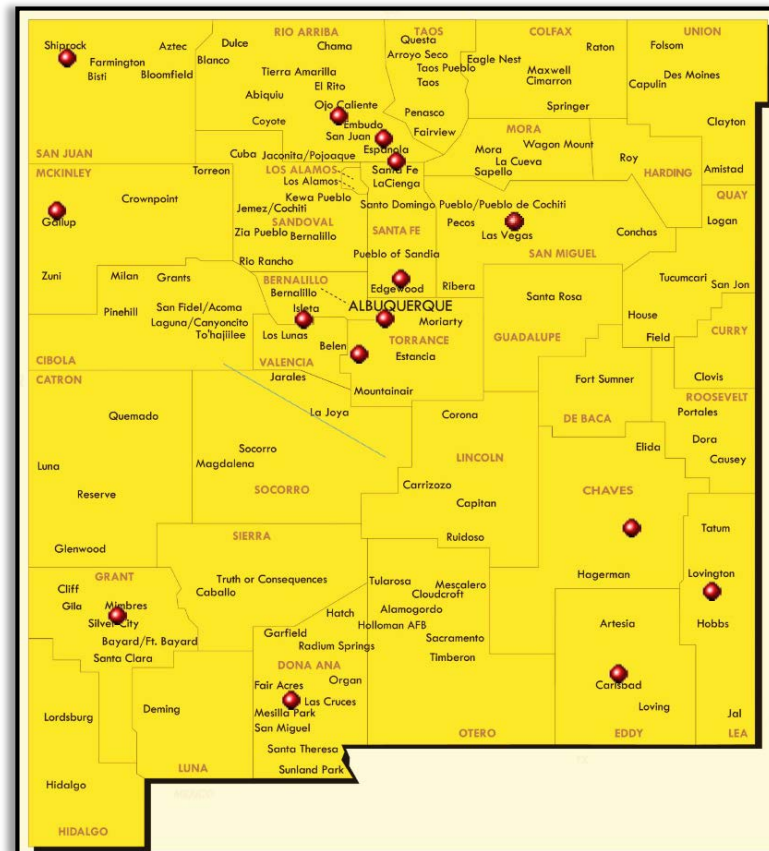 RIO ARRIBA
TAOS
COLFAX
UNION
Shiprock
Aztec
Dulce
Chama
Questa
Raton
Folsom
Farmington
Blanco
Arroyo Seco
Eagle Nest
Bisti
Bloomfield
Tierra Amarilla
Taos Pueblo
Maxwell
Des Moines
El Rito
Taos
Cimarron
Capulin
Abiquiu
Ojo Caliente
Penasco
Springer
Coyote
Embudo
Fairview
Clayton
San Juan
MORA
Cuba
Jaconita/Pojoaque
Espanola
Mora
Wagon Mount
Roy
SAN JUAN
La Cueva
MCKINLEY
Torreon
LOS ALAMOS
Santa Fe
Sapello
HARDING
Amistad
Los Alamos
LaCienga
QUAY
Crownpoint
Kewa Pueblo
Santo Domingo Pueblo/Pueblo de Cochiti
Jemez/Cochiti
Gallup
SANDOVAL
Pecos
Logan
Zia Pueblo
Bernalillo
SANTA FE
Las Vegas
Conchas
Pueblo of Sandia
SAN MIGUEL
Rio Rancho
Zuni
Milan
Grants
BERNALILLO
Edgewood
Ribera
Tucumcari
San Jon
Bernalillo
Santa Rosa
Pinehill
San Fidel/Acoma
Isleta
ALBUQUERQUE
House
Laguna/Canyoncito
Moriarty
To'hajiilee
Los Lunas
Belen
TORRANCE
GUADALUPE
Field
CURRY
CIBOLA
VALENCIA
Estancia
CATRON
Jarales
Fort Sumner
Clovis
Mountainair
ROOSEVELT
Quemado
La Joya
Corona
DE BACA
Portales
Socorro
Elida
Dora
Luna
Magdalena
LINCOLN
Causey
Reserve
SOCORRO
Carrizozo
CHAVES
Capitan
Tatum
Glenwood
SIERRA
Ruidoso
GRANT
Truth or Consequences
Tularosa
Mescalero
Hagerman
Lovington
Cliff
Caballo
Cloudcroft
Gila
Mimbres
Hatch
Alamogordo
Silver City
Garfield
Holloman AFB
Artesia
Hobbs
Bayard/Ft. Bayard
Radium Springs
Sacramento
Santa Clara
DONA ANA
Timberon
Fair Acres
Organ
Carlsbad
Lordsburg
Deming
Las Cruces
Loving
Jal
Mesilla Park
San Miguel
OTERO
EDDY
LEA
Santa Theresa
LUNA
Sunland Park
Hidalgo
HIDALGO